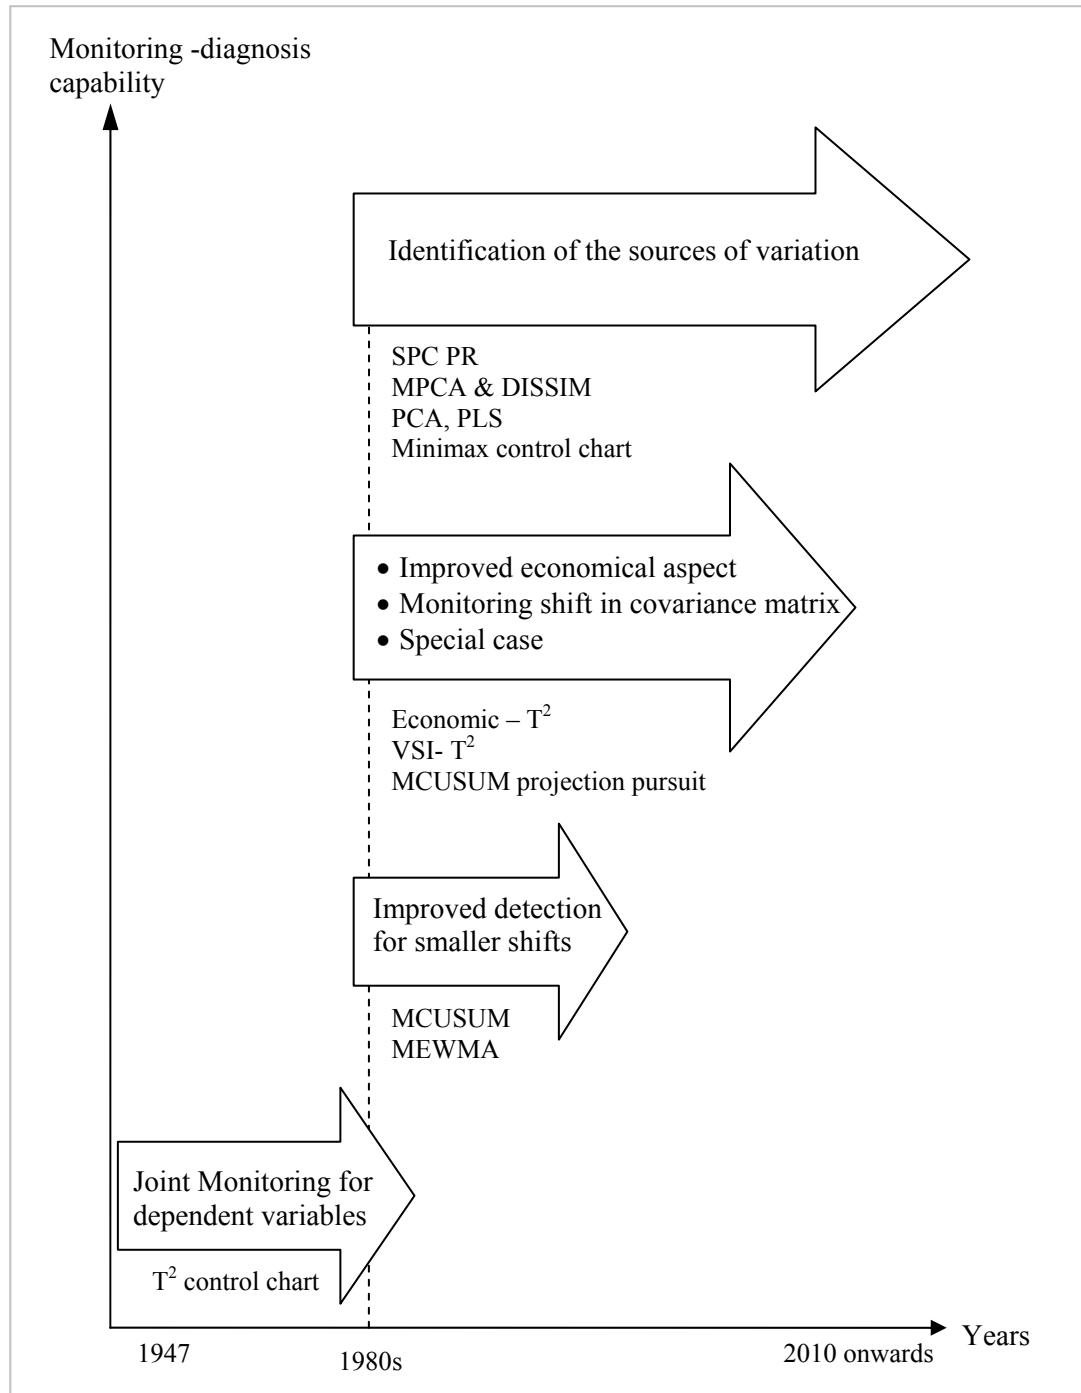 Monitoring -diagnosis
capability
Identification of the sources of variation
SPC PR
MPCA & DISSIM
PCA, PLS
Minimax control chart
• Improved economical aspect
• Monitoring shift in covariance matrix
• Special case
Economic – T²
VSI- T²
MCUSUM projection pursuit
Improved detection
for smaller shifts
MCUSUM
MEWMA
Joint Monitoring for
dependent variables
T² control chart
Years
1947
1980s
2010 onwards